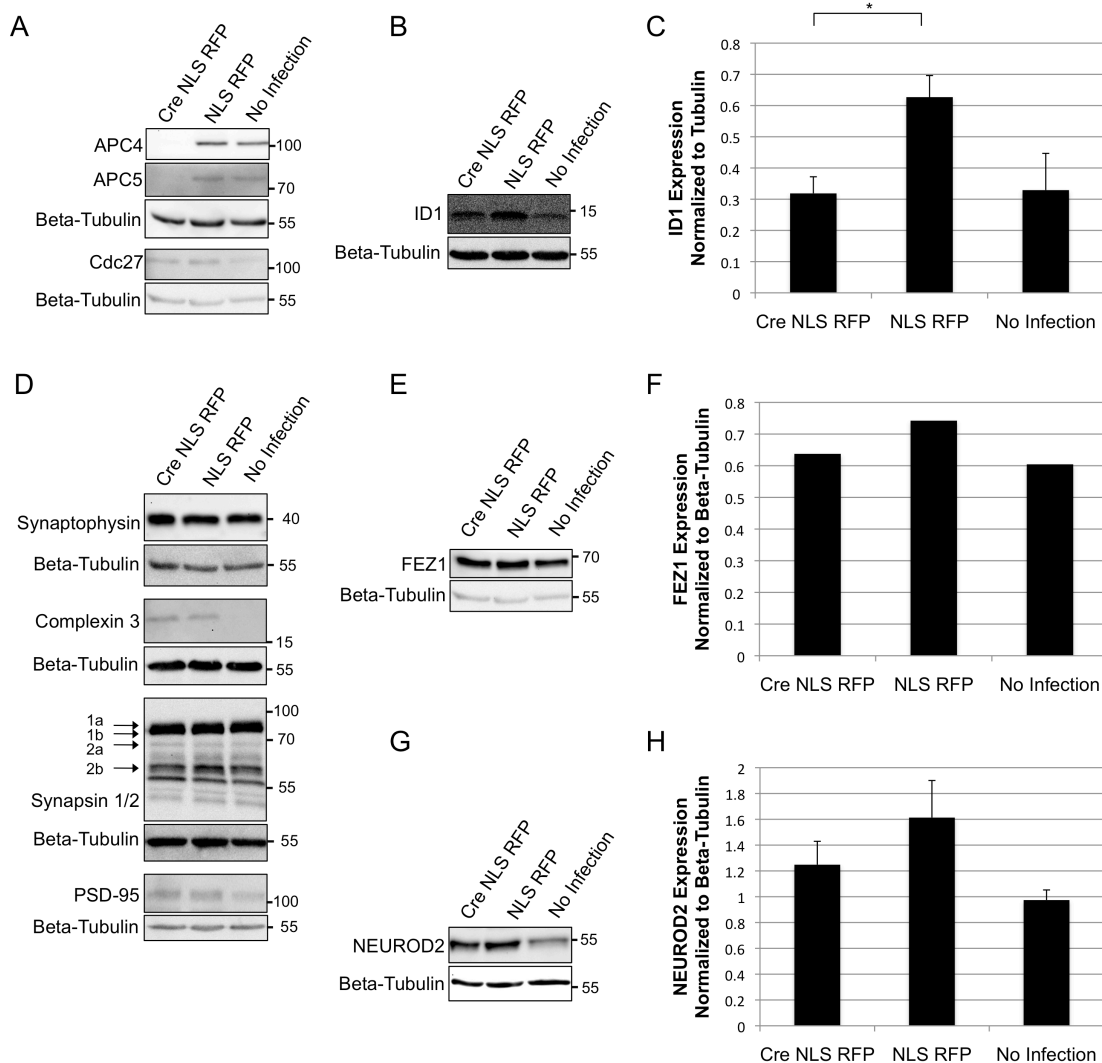 A
Cre NLS RFP
NLS RFP
No Infection
APC4
100
APC5
70
Beta-Tubulin
55
Cdc27
100
Beta-Tubulin
55
B
Cre NLS RFP
NLS RFP
No Infection
ID1
15
Beta-Tubulin
55
C
*
ID1 Expression
Normalized to Tubulin
0.8
0.7
0.6
0.5
0.4
0.3
0.2
0.1
0
Cre NLS RFP
NLS RFP
No Infection
D
Cre NLS RFP
NLS RFP
No Infection
Synaptophysin
40
Beta-Tubulin
55
Complexin 3
15
Beta-Tubulin
55
100
1a
1b
70
2a
2b
55
Synapsin 1/2
Beta-Tubulin
55
PSD-95
100
Beta-Tubulin
55
E
Cre NLS RFP
NLS RFP
No Infection
FEZ1
70
Beta-Tubulin
55
F
FEZ1 Expression
Normalized to Beta-Tubulin
0.8
0.7
0.6
0.5
0.4
0.3
0.2
0.1
0
Cre NLS RFP
NLS RFP
No Infection
G
Cre NLS RFP
NLS RFP
No Infection
NEUROD2
55
Beta-Tubulin
55
H
NEUROD2 Expression
Normalized to Beta-Tubulin
2
1.8
1.6
1.4
1.2
1
0.8
0.6
0.4
0.2
0
Cre NLS RFP
NLS RFP
No Infection